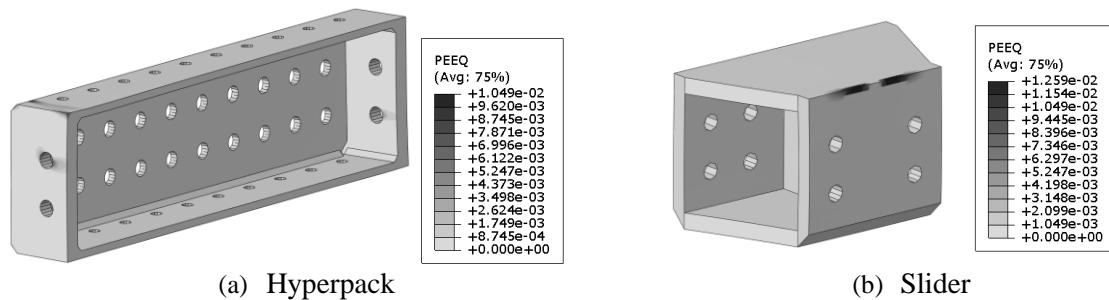 PEEQ
(Avg: 75%)
+1.049e-02
+9.620e-03
+8.745e-03
+7.871e-03
+6.996e-03
+6.122e-03
+5.247e-03
+4.373e-03
+3.498e-03
+2.624e-03
+1.749e-03
+8.745e-04
+0.000e+00
(a) Hyperpack
PEEQ
(Avg: 75%)
+1.259e-02
+1.154e-02
+1.049e-02
+9.445e-03
+8.396e-03
+7.346e-03
+6.297e-03
+5.247e-03
+4.198e-03
+3.148e-03
+2.099e-03
+1.049e-03
+0.000e+00
(b) Slider